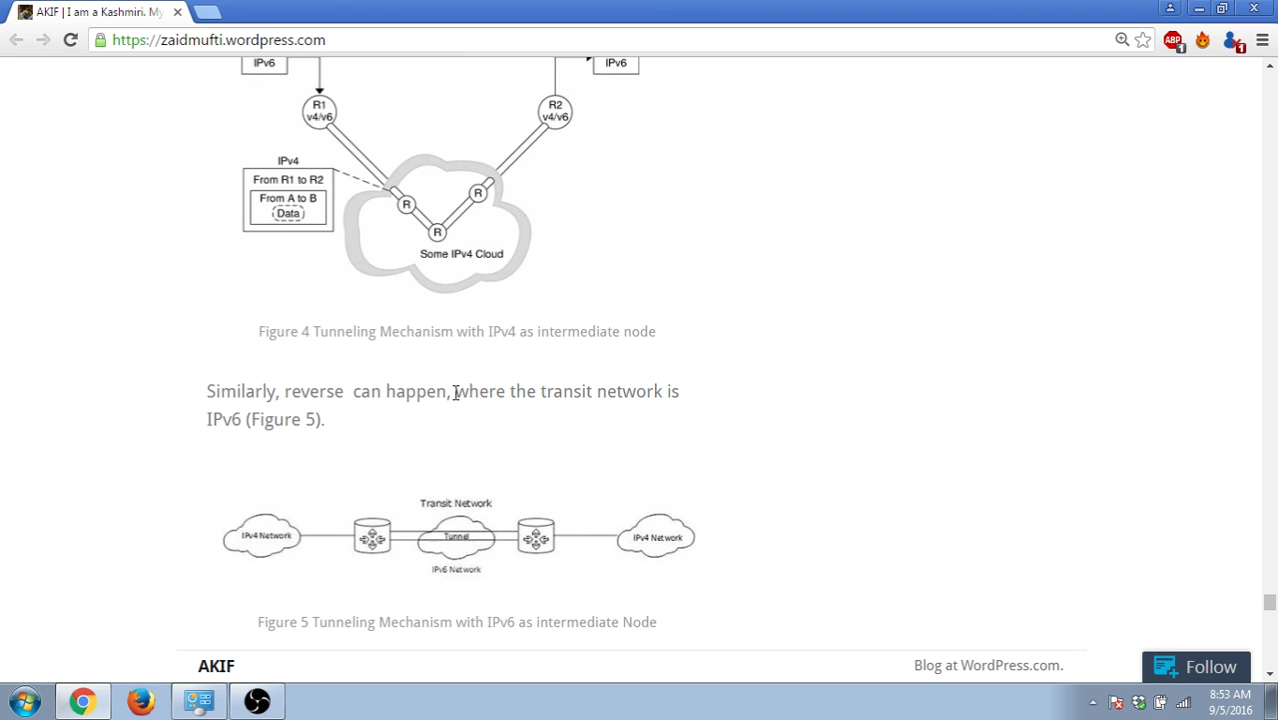 AKIF | I am a Kashmiri. My
https://zaidmufti.wordpress.com
ABP
1
1
IPv6
IPv6
R1
v4/v6
R2
v4/v6
IPv4
From R1 to R2
From A to B
Data
R
R
R
Some IPv4 Cloud
Figure 4 Tunneling Mechanism with IPv4 as intermediate node
Similarly, reverse can happen, where the transit network is
IPv6 (Figure 5).
Transit Network
IPv4 Network
Tunnel
IPv4 Network
IPv6 Network
Figure 5 Tunneling Mechanism with IPv6 as intermediate Node
AKIF
Blog at WordPress.com.
Follow
8:53 AM
9/5/2016